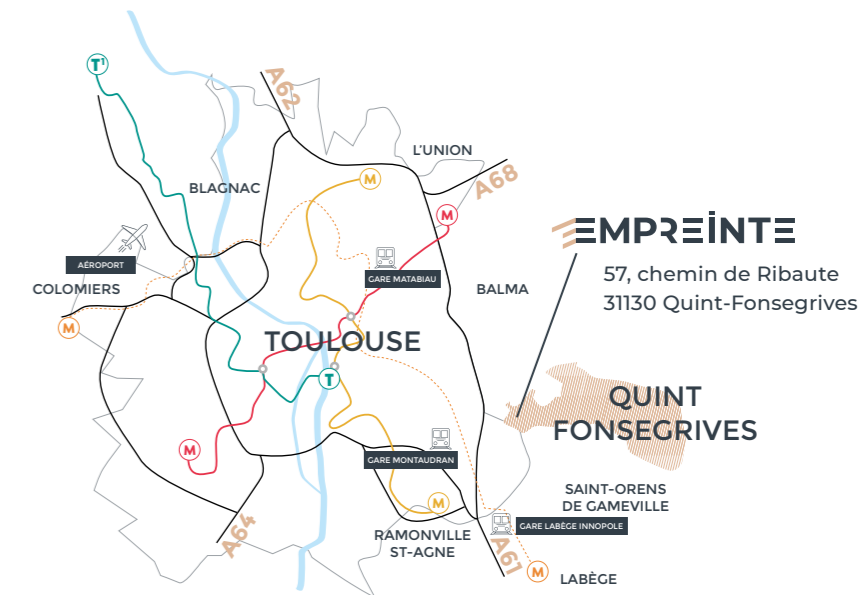 T1
A62
L'UNION
BLAGNAC
M
A68
M
EMPREINTE
AÉROPORT
GARE MATABIAU
57, chemin de Ribaute
COLOMIERS
BALMA
31130 Quint-Fonsegrives
M
TOULOUSE
T
QUINT
FONSEGRIVES
M
GARE MONTAUDRAN
SAINT-ORENS
DE GAMEVILLE
M
A64
RAMONVILLE
ST-AGNE
GARE LABÈGE INNOPOLE
A61
M
LABÈGE